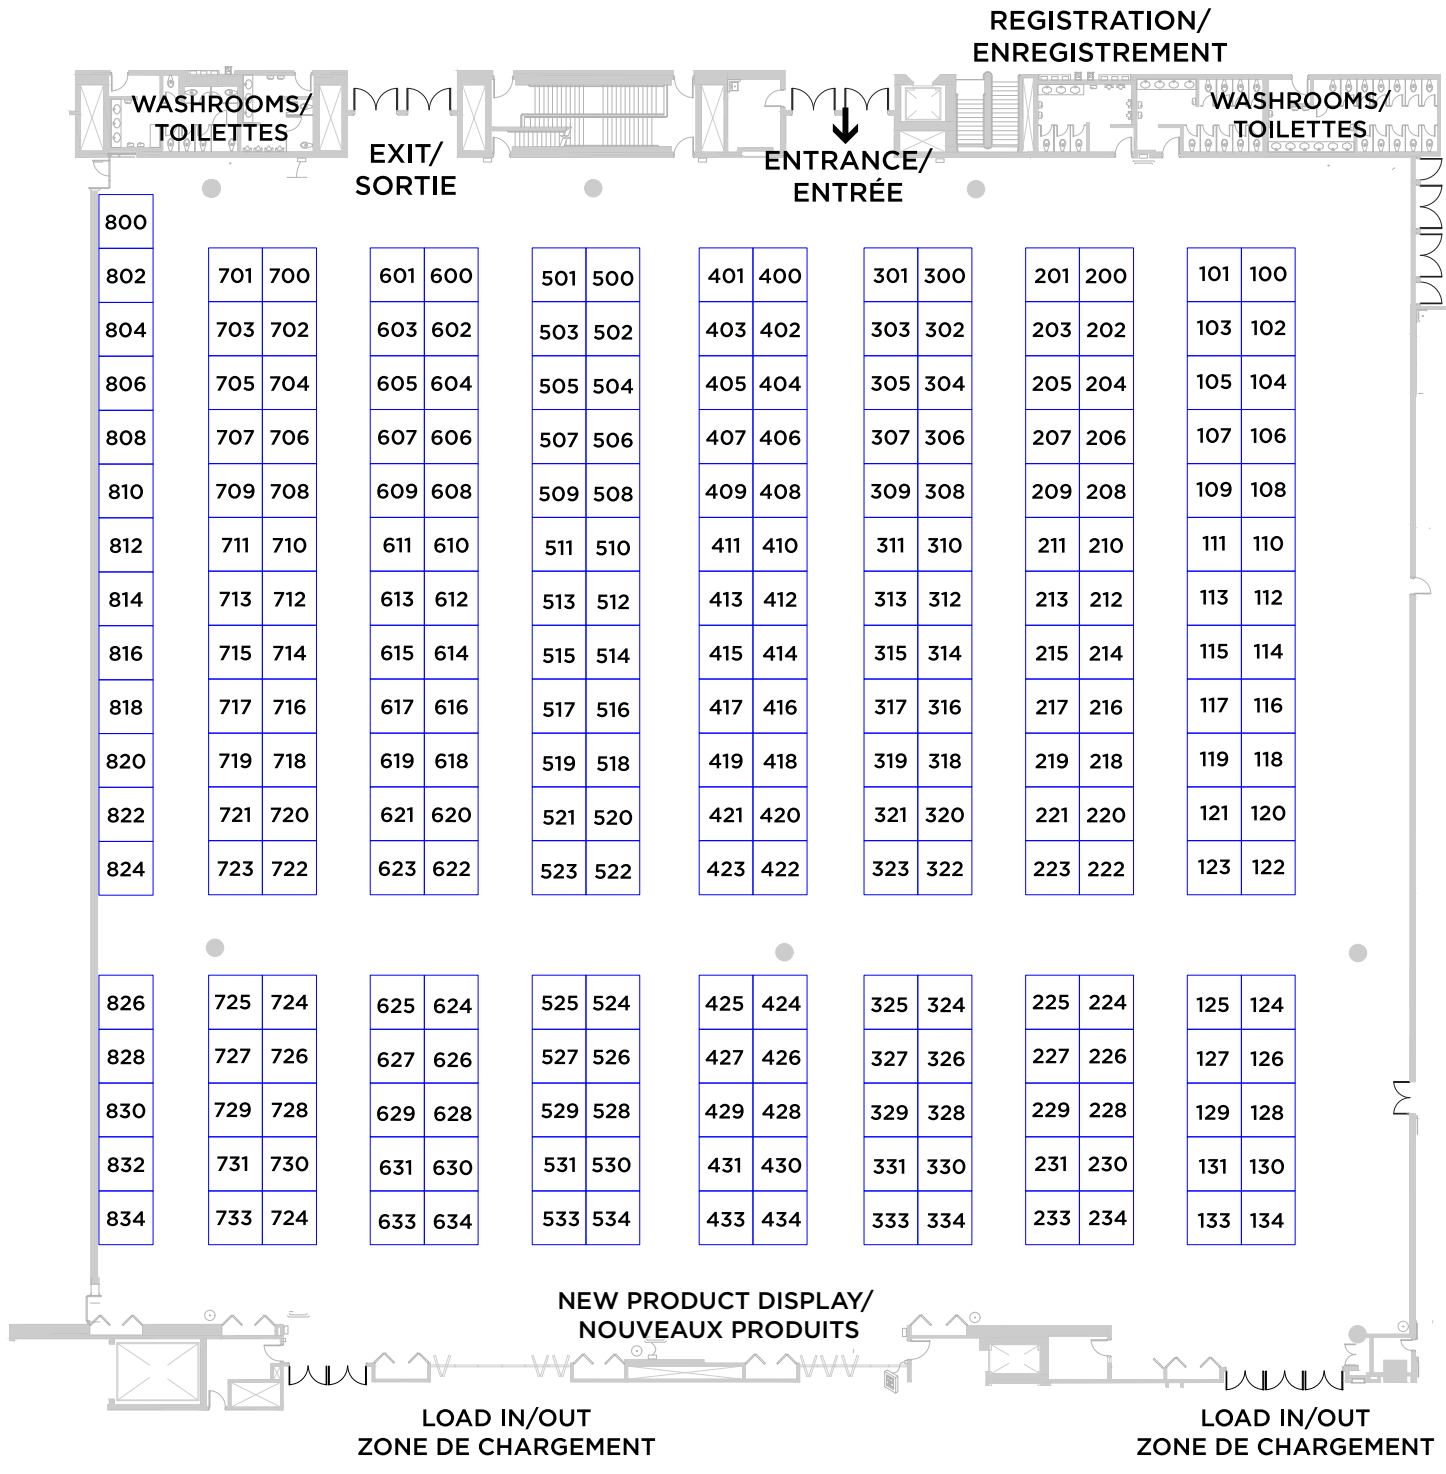 REGISTRATION/
ENREGISTREMENT
WASHROOMS/
TOILETTES
EXIT/
SORTIE
ENTRANCE/
ENTRÉE
WASHROOMS/
TOILETTES
800
802 701 700 601 600 501 500 401 400 301 300 201 200 101 100
804 703 702 603 602 503 502 403 402 303 302 203 202 103 102
806 705 704 605 604 505 504 405 404 305 304 205 204 105 104
808 707 706 607 606 507 506 407 406 307 306 207 206 107 106
810 709 708 609 608 509 508 409 408 309 308 209 208 109 108
812 711 710 611 610 511 510 411 410 311 310 211 210 111 110
814 713 712 613 612 513 512 413 412 313 312 213 212 113 112
816 715 714 615 614 515 514 415 414 315 314 215 214 115 114
818 717 716 617 616 517 516 417 416 317 316 217 216 117 116
820 719 718 619 618 519 518 419 418 319 318 219 218 119 118
822 721 720 621 620 521 520 421 420 321 320 221 220 121 120
824 723 722 623 622 523 522 423 422 323 322 223 222 123 122
826 725 724 625 624 525 524 425 424 325 324 225 224 125 124
828 727 726 627 626 527 526 427 426 327 326 227 226 127 126
830 729 728 629 628 529 528 429 428 329 328 229 228 129 128
832 731 730 631 630 531 530 431 430 331 330 231 230 131 130
834 733 724 633 634 533 534 433 434 333 334 233 234 133 134
NEW PRODUCT DISPLAY/
NOUVEAUX PRODUITS
LOAD IN/OUT
ZONE DE CHARGEMENT
LOAD IN/OUT
ZONE DE CHARGEMENT